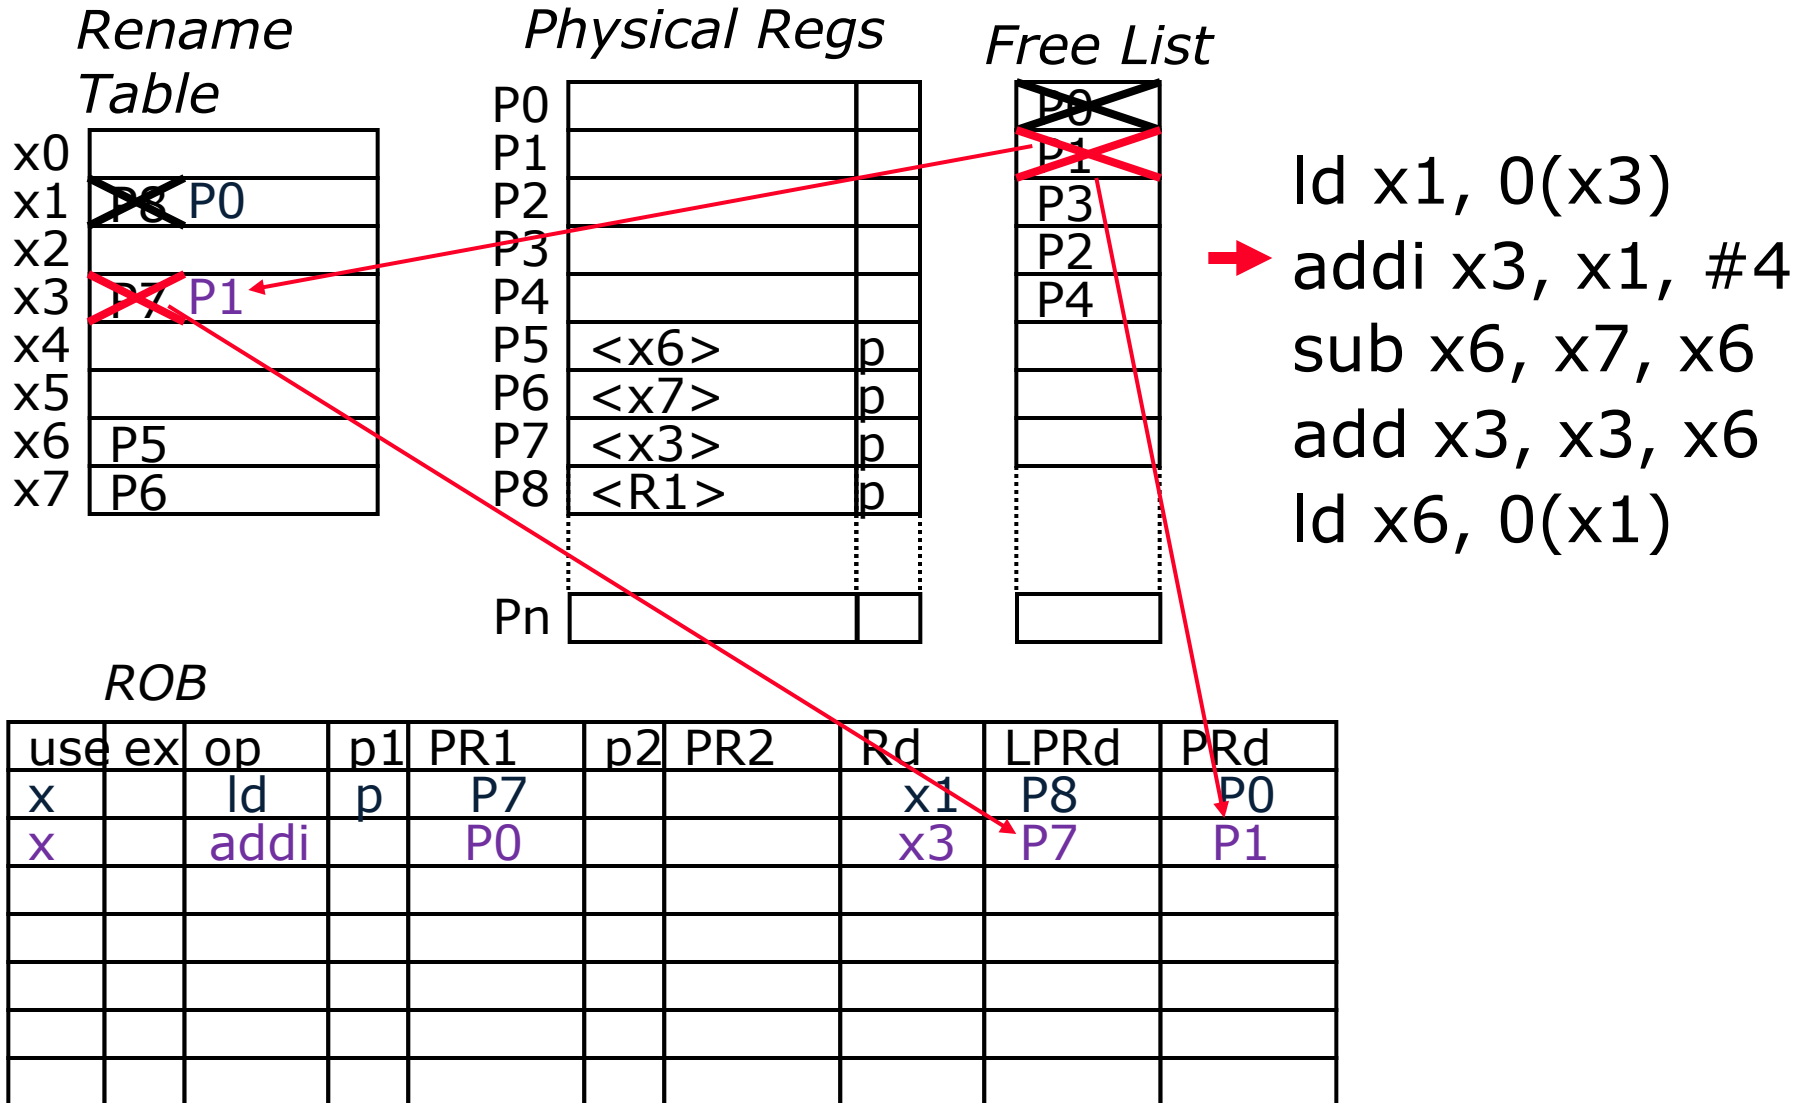 Rename
Table
x0
x1 P8 P0
x2
x3 P7 P1
x4
x5
x6 P5
x7 P6
Physical Regs
P0
P1
P2
P3
P4
P5 <x6> p
P6 <x7> p
P7 <x3> p
P8 <R1> p
Pn
Free List
P0
P1
P3
P2
P4
ld x1, 0(x3)
addi x3, x1, #4
sub x6, x7, x6
add x3, x3, x6
ld x6, 0(x1)
ROB
use ex op p1 PR1 p2 PR2 Rd LPRd PRd
x ld p P7 x1 P8 P0
x addi P0 x3 P7 P1